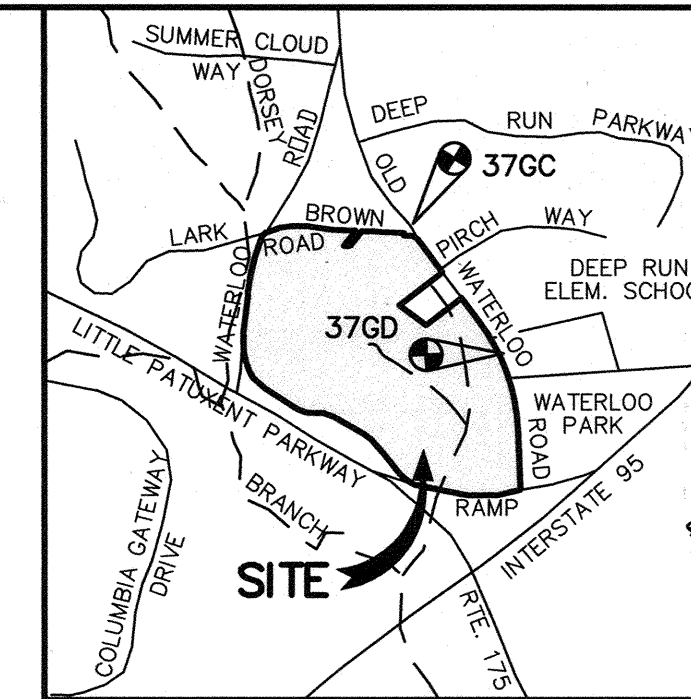 SUMMER CLOUD
WAY
DORSEY
ROAD
DEEP RUN PARKWAY
OLD
37GC
BROWN
ROAD
LARK
PIRCH WAY
WATERLOO
WATERLOO
DEEP RUN
ELEM. SCHOO
37GD
LITTLE PATUXENT PARKWAY
WATERLOO
PARK
ROAD
BRANCH
RAMP
INTERSTATE 95
COLUMBIA GATEWAY
DRIVE
SITE
RTE. 175